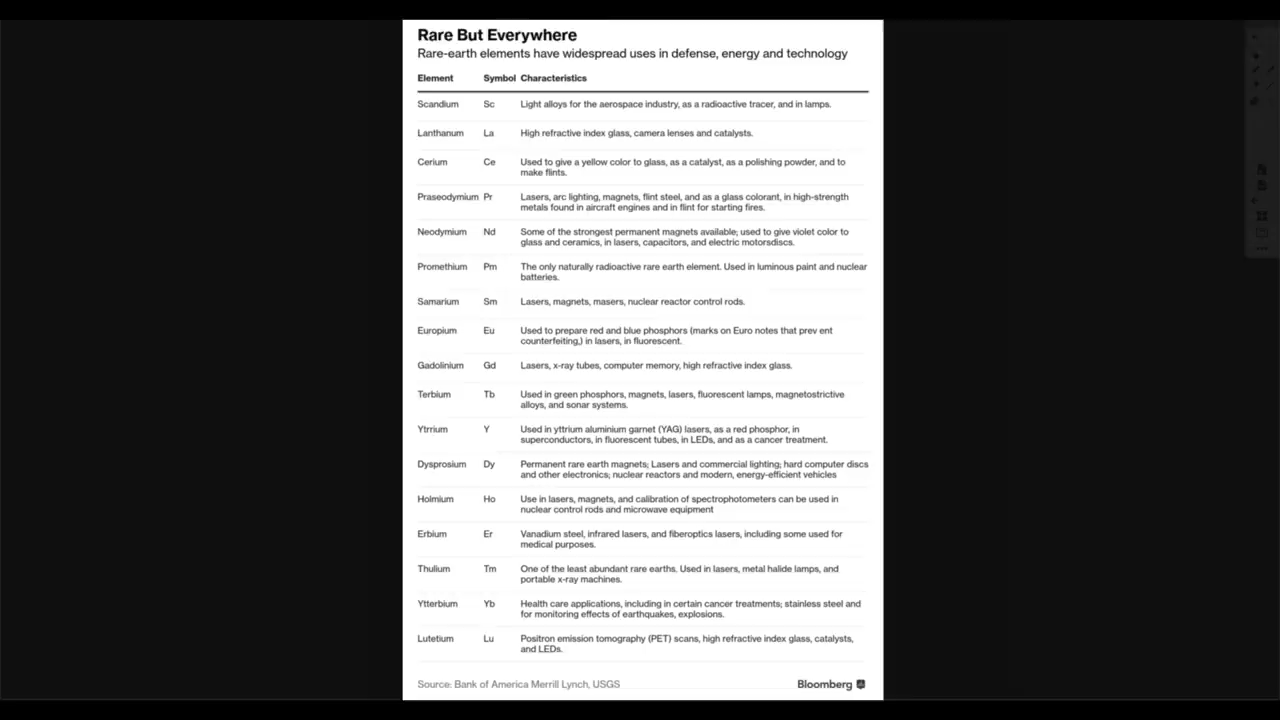 Rare But Everywhere
Rare-earth elements have widespread uses in defense, energy and technology
Element Symbol Characteristics
Scandium Sc Light alloys for the aerospace industry, as a radioactive tracer, and in lamps.
Lanthanum La High refractive index glass, camera lenses and catalysts.
Cerium Ce Used to give a yellow color to glass, as a catalyst, as a polishing powder, and to
make flints.
Praseodymium Pr Lasers, arc lighting, magnets, flint steel, and as a glass colorant, in high-strength
metals found in aircraft engines and in flint for starting fires.
Neodymium Nd Some of the strongest permanent magnets available; used to give violet color to
glass and ceramics, in lasers, capacitors, and electric motorsdiscs.
Promethium Pm The only naturally radioactive rare earth element. Used in luminous paint and nuclear
batteries.
Samarium Sm Lasers, magnets, masers, nuclear reactor control rods.
Europium Eu Used to prepare red and blue phosphors (marks on Euro notes that prev ent
counterfeiting,) in lasers, in fluorescent.
Gadolinium Gd Lasers, x-ray tubes, computer memory, high refractive index glass.
Terbium Tb Used in green phosphors, magnets, lasers, fluorescent lamps, magnetostrictive
alloys, and sonar systems.
Ytrrium Y Used in yttrium aluminium garnet (YAG) lasers, as a red phosphor, in
superconductors, in fluorescent tubes, in LEDs, and as a cancer treatment.
Dysprosium Dy Permanent rare earth magnets; Lasers and commercial lighting; hard computer discs
and other electronics; nuclear reactors and modern, energy-efficient vehicles
Holmium Ho Use in lasers, magnets, and calibration of spectrophotometers can be used in
nuclear control rods and microwave equipment
Erbium Er Vanadium steel, infrared lasers, and fiberoptics lasers, including some used for
medical purposes.
Thulium Tm One of the least abundant rare earths. Used in lasers, metal halide lamps, and
portable x-ray machines.
Ytterbium Yb Health care applications, including in certain cancer treatments; stainless steel and
for monitoring effects of earthquakes, explosions.
Lutetium Lu Positron emission tomography (PET) scans, high refractive index glass, catalysts,
and LEDs.
Source: Bank of America Merrill Lynch, USGS
Bloomberg